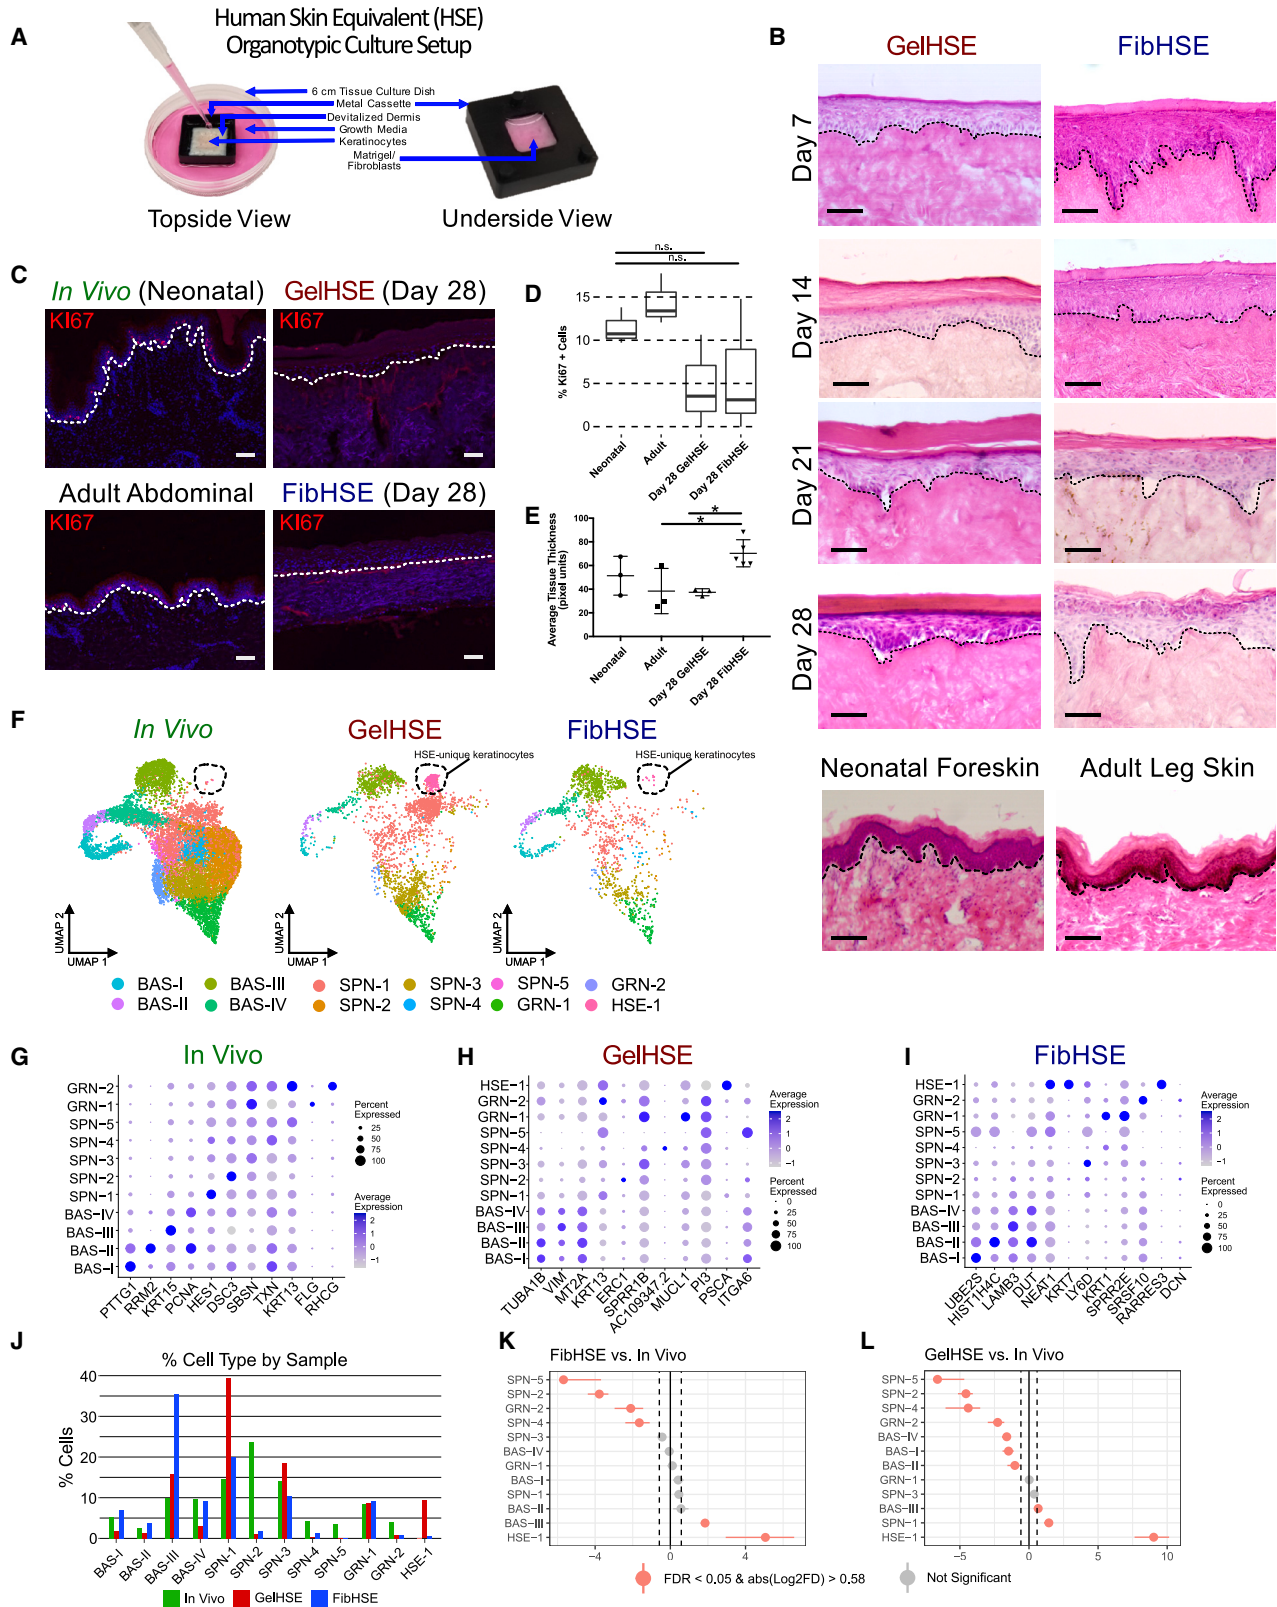 A
Human Skin Equivalent (HSE)
Organotypic Culture Setup
6 cm Tissue Culture Dish
Metal Cassette
Devitalized Dermis
Growth Media
Keratinocytes
Matrigel/
Fibroblasts
Topside View
Underside View
B
GelHSE
FibHSE
Day 7
Day 14
Day 21
Day 28
Neonatal Foreskin
Adult Leg Skin
C
In Vivo (Neonatal)
KI67
GelHSE (Day 28)
KI67
Adult Abdominal
KI67
FibHSE (Day 28)
KI67
D
n.s.
n.s.
% Ki67 + Cells
15
10
5
0
Neonatal
Adult
Day 28 GelHSE
Day 28 FibHSE
E
*
*
Average Tissue Thickness
(pixel units)
100
80
60
40
20
0
Neonatal
Adult
Day 28 GelHSE
Day 28 FibHSE
F
In Vivo
GelHSE
FibHSE
HSE-unique keratinocytes
HSE-unique keratinocytes
UMAP 2
UMAP 1
UMAP 2
UMAP 1
UMAP 2
UMAP 1
BAS-I
BAS-III
SPN-1
SPN-3
SPN-5
GRN-2
BAS-II
BAS-IV
SPN-2
SPN-4
GRN-1
HSE-1
G
In Vivo
GRN-2
GRN-1
SPN-5
SPN-4
SPN-3
SPN-2
SPN-1
BAS-IV
BAS-III
BAS-II
BAS-I
PTTG1
RRM2
KRT15
PCNA
HES1
DSC3
SBSN
TXN
KRT13
FLG
RHCG
Percent
Expressed
25
50
75
100
Average
Expression
2
1
0
−1
H
GelHSE
HSE-1
GRN-2
GRN-1
SPN-5
SPN-4
SPN-3
SPN-2
SPN-1
BAS-IV
BAS-III
BAS-II
BAS-I
TUBA1B
VIM
MT2A
KRT13
ERC1
SPRR1B
AC109347.2
MUCL1
PI3
PSCA
ITGA6
Average
Expression
2
1
0
−1
Percent
Expressed
0
25
50
75
100
I
FibHSE
HSE-1
GRN-2
GRN-1
SPN-5
SPN-4
SPN-3
SPN-2
SPN-1
BAS-IV
BAS-III
BAS-II
BAS-I
UBE2S
HIST1H4C
LAMB3
DUT
NEAT1
KRT7
LY6D
KRT1
SPRR2E
SRSF10
RARRES3
DCN
Average
Expression
2
1
0
−1
Percent
Expressed
0
25
50
75
100
J
% Cell Type by Sample
% Cells
40
30
20
10
0
BAS-I
BAS-II
BAS-III
BAS-IV
SPN-1
SPN-2
SPN-3
SPN-4
SPN-5
GRN-1
GRN-2
HSE-1
In Vivo
GelHSE
FibHSE
K
FibHSE vs. In Vivo
SPN-5
SPN-2
GRN-2
SPN-4
SPN-3
BAS-IV
GRN-1
BAS-I
SPN-1
BAS-II
BAS-III
HSE-1
−4
0
4
L
GelHSE vs. In Vivo
SPN-5
SPN-2
SPN-4
GRN-2
BAS-IV
BAS-I
BAS-II
GRN-1
SPN-3
BAS-III
SPN-1
HSE-1
−5
0
5
10
FDR < 0.05 & abs(Log2FD) > 0.58
Not Significant